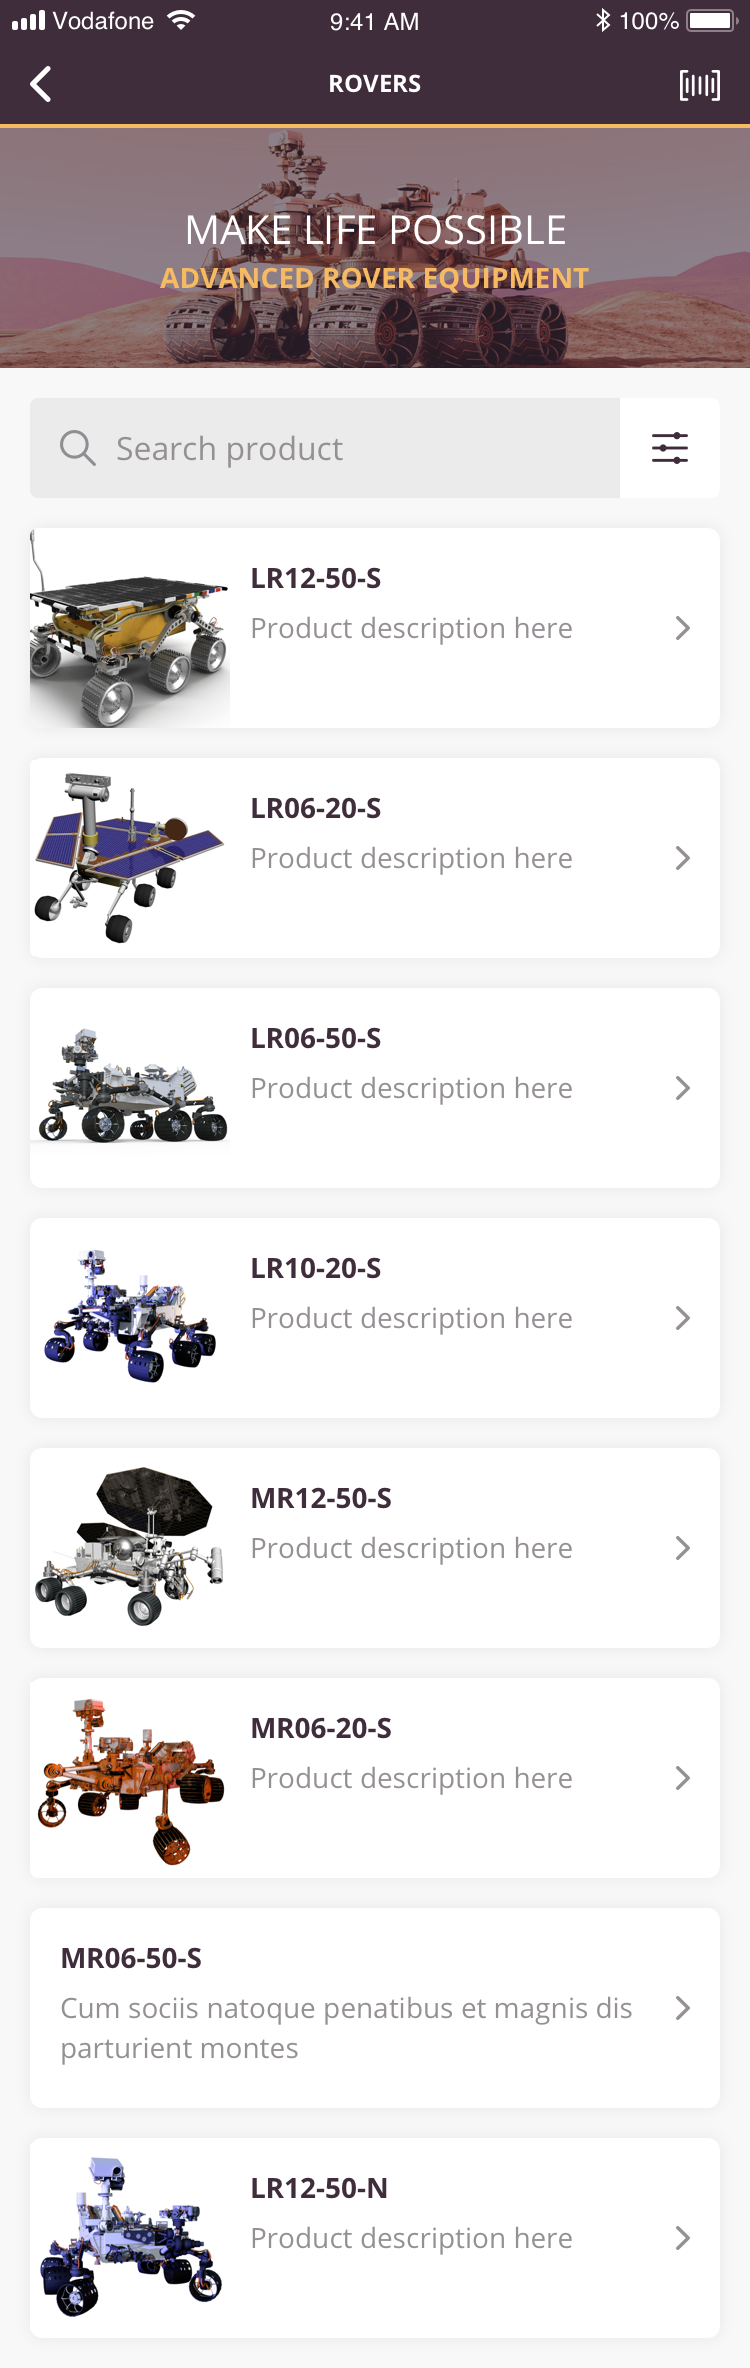 Vodafone 9:41 AM 100%
ROVERS
MAKE LIFE POSSIBLE
ADVANCED ROVER EQUIPMENT
Search product
LR12-50-S
Product description here
LR06-20-S
Product description here
LR06-50-S
Product description here
LR10-20-S
Product description here
MR12-50-S
Product description here
MR06-20-S
Product description here
MR06-50-S
Cum sociis natoque penatibus et magnis dis
parturient montes
LR12-50-N
Product description here